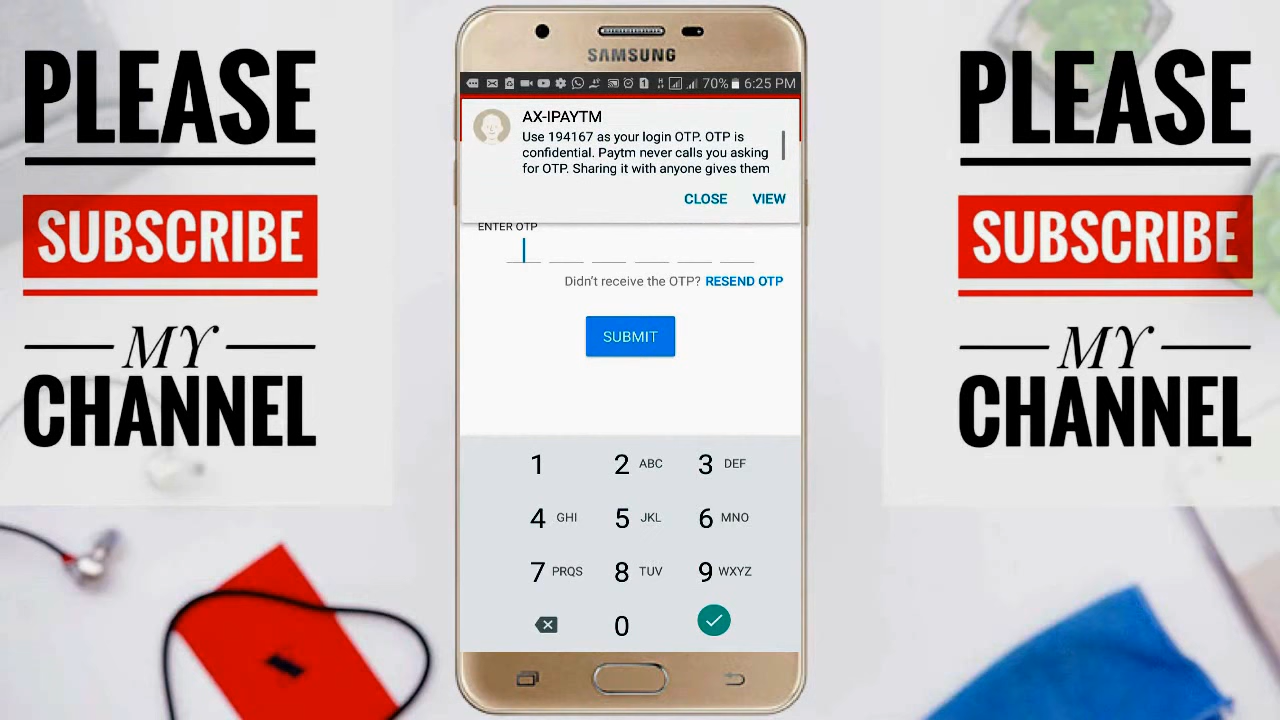 PLEASE
SUBSCRIBE
MY
CHANNEL
SAMSUNG
70% 6:25 PM
AX-IPAYTM
Use 194167 as your login OTP. OTP is
confidential. Paytm never calls you asking
for OTP. Sharing it with anyone gives them
CLOSE VIEW
ENTER OTP
Didn't receive the OTP? RESEND OTP
SUBMIT
1 2 ABC 3 DEF
4 GHI 5 JKL 6 MNO
7 PRQS 8 TUV 9 WXYZ
0
PLEASE
SUBSCRIBE
MY
CHANNEL